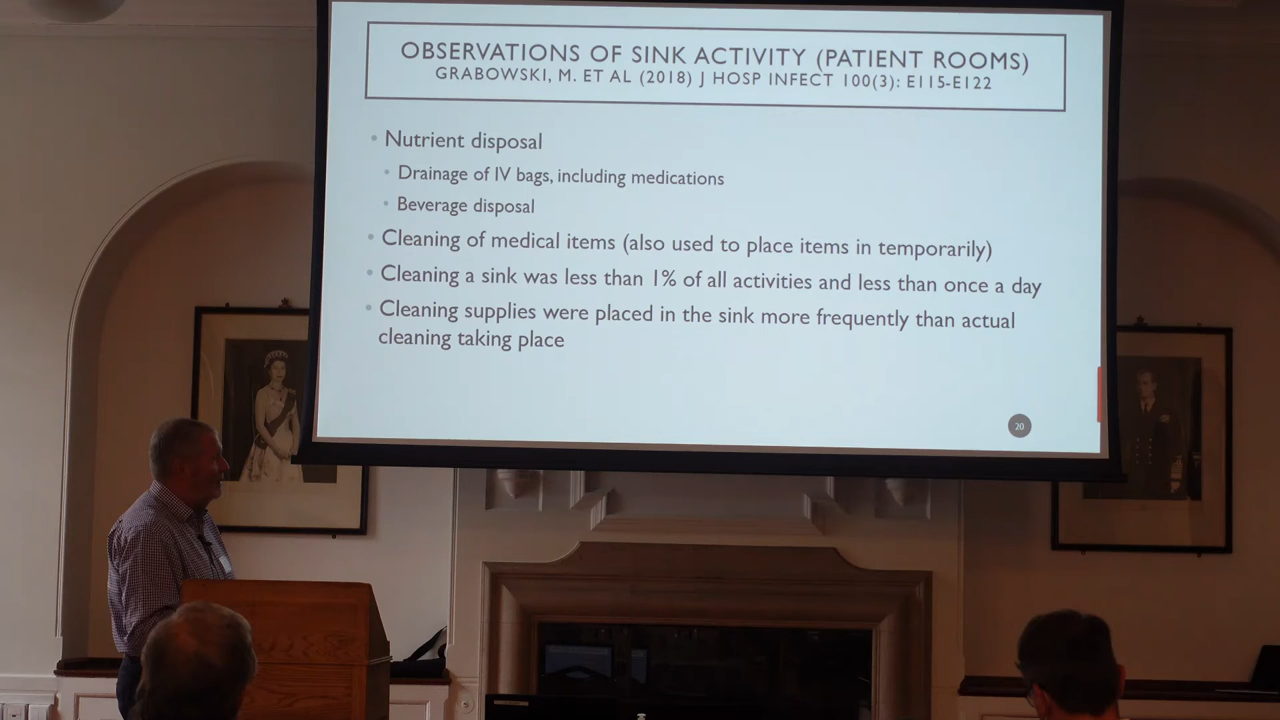 OBSERVATIONS OF SINK ACTIVITY (PATIENT ROOMS)
GRABOWSKI, M. ET AL (2018) J HOSP INFECT 100(3): E115-E122
• Nutrient disposal
• Drainage of IV bags, including medications
• Beverage disposal
• Cleaning of medical items (also used to place items in temporarily)
• Cleaning a sink was less than 1% of all activities and less than once a day
• Cleaning supplies were placed in the sink more frequently than actual
cleaning taking place
20